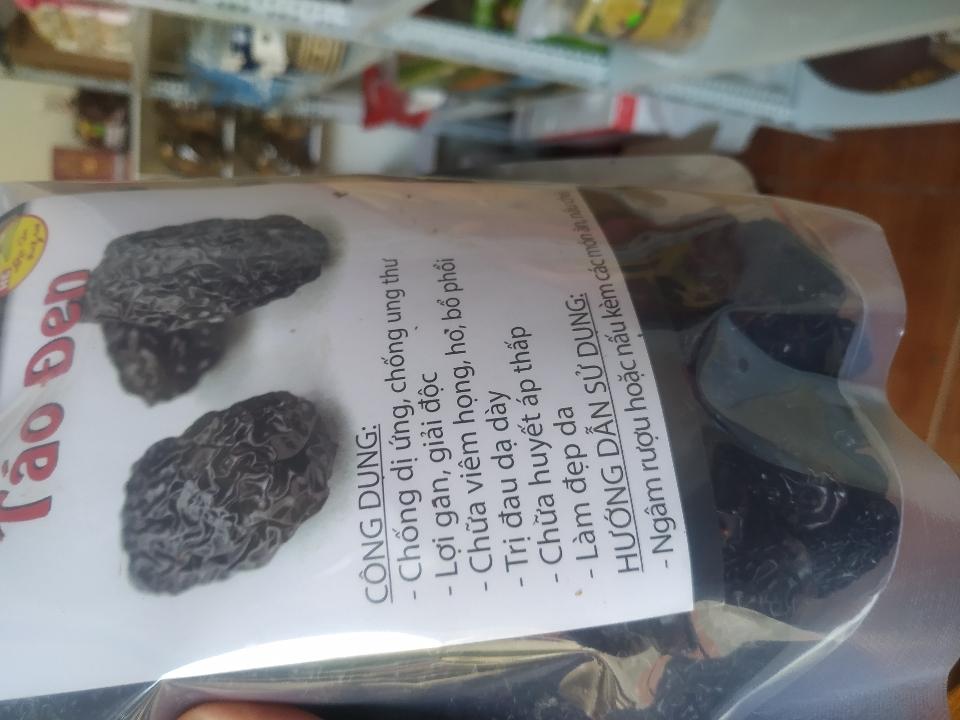 Táo Đen
CÔNG DỤNG:
- Chống dị ứng, chống ung thư
- Lợi gân, giải độc
- Chữa viêm họng, ho, bổ phổi
- Trị đau dạ dày
- Chữa huyết áp thấp
- Làm đẹp da
HƯỚNG DẪN SỬ DỤNG:
- Ngâm rượu hoặc nấu kèm các món ăn, nấu